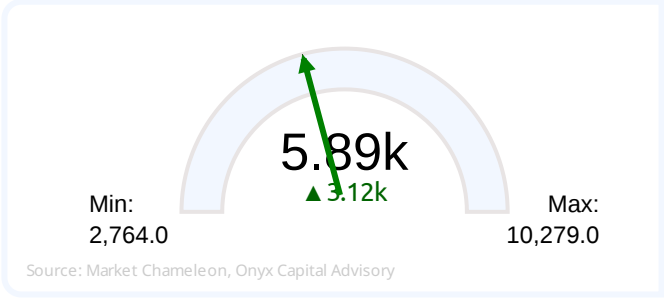 5.89k
▲3.12k
Min:
2,764.0
Max:
10,279.0
Source: Market Chameleon, Onyx Capital Advisory